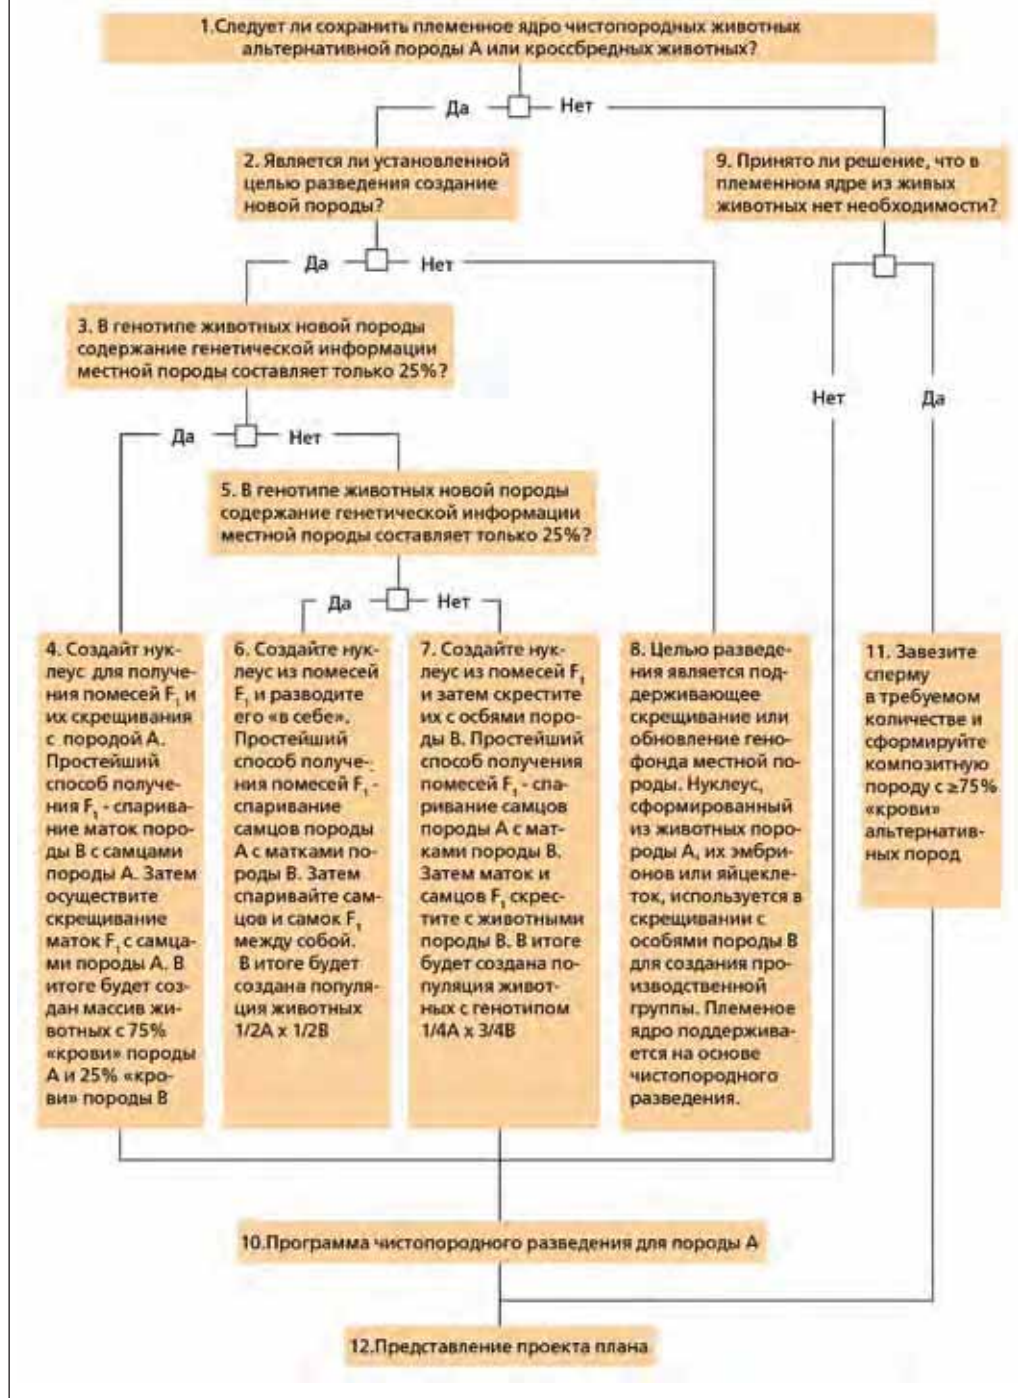 1.Следует ли сохранить племенное ядро чистопородных животных
альтернативной породы А или кроссбредных животных?
Да
Нет
2. Является ли установленной
целью разведения создание
новой породы?
9. Принято ли решение, что в
племенном ядре из живых
животных нет необходимости?
Да
Нет
3. В генотипе животных новой породы
содержание генетической информации
местной породы составляет только 25%?
Нет
Да
Да
Нет
5. В генотипе животных новой породы
содержание генетической информации
местной породы составляет только 25%?
Да
Нет
4. Создайт нук-
леус для получе-
ния помесей F₁ и
их скрещивания
с породой А.
Простейший
способ получе-
ния F₁ - спарива-
ние маток поро-
ды В с самцами
породы А. Затем
осуществите
скрещивание
маток F₁ с самца-
ми породы А. В
итоге будет соз-
дан массив жи-
вотных с 75%
«крови» породы
А и 25% «кро-
ви» породы В
6. Создайте нук-
леус из помесей
F₁ и разводите
его «в себе».
Простейший
способ получе-
ния помесей F₁ -
спаривание
самцов породы
А с матками по-
роды В. Затем
спаривайте сам-
цов и самок F₁
между собой.
В итоге будет
создана популя-
ция животных
1/2А х 1/2В
7. Создайте нук-
леус из помесей F₁
и затем скрестите
их с осбями поро-
ды В. Простейший
способ получения
помесей F₁ - спа-
ривание самцов
породы А с мат-
ками породы В.
Затем маток и
самцов F₁ скрес-
тите с животными
породы В. В итоге
будет создана по-
пуляция живот-
ных с генотипом
1/4А х 3/4В
8. Целью разведе-
ния является под-
держивающее
скрещивание или
обновление гено-
фонда местной по-
роды. Нуклеус,
сформированный
из животных поро-
роды А, их эмбри-
онов или яйцекле-
ток, используется в
скрещивании с
особями породы В
для создания про-
изводственной
группы. Племеное
ядро поддержива-
ется на основе
чистопородного
разведения.
11. Завезите
сперму
в требуемом
количестве и
сформируйте
композитную
породу с ≥75%
«крови»
альтернатив-
ных пород
10.Программа чистопородного разведения для породы А
12.Представление проекта плана